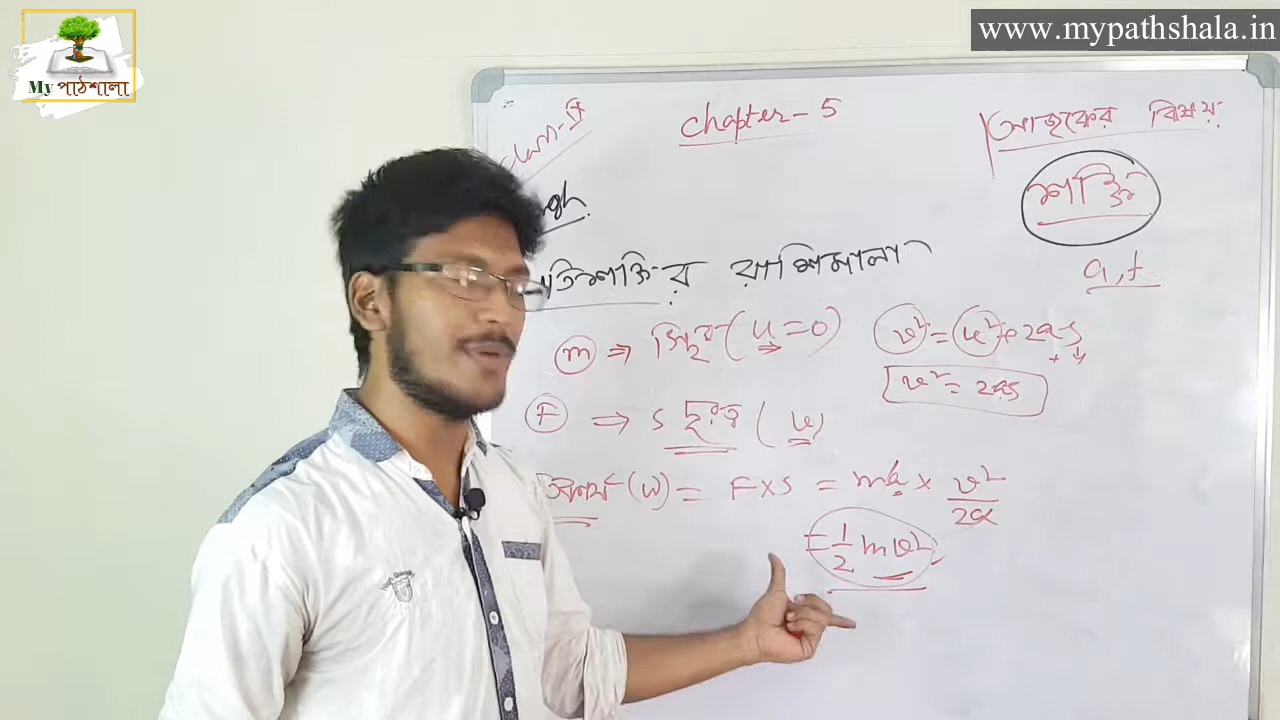 www.mypathshala.in
My পাঠশালা
Chapter - 5
আজকের বিষয়:
শক্তি
a, t
গতিশক্তির রাশিমালা
m ⇒ স্থির (u = 0)
v² = u² + 2as
v² = 2as
F ⇒ s দূরত্ব (v)
(W) = F×s = ma × v²/2a
= 1/2 mv²